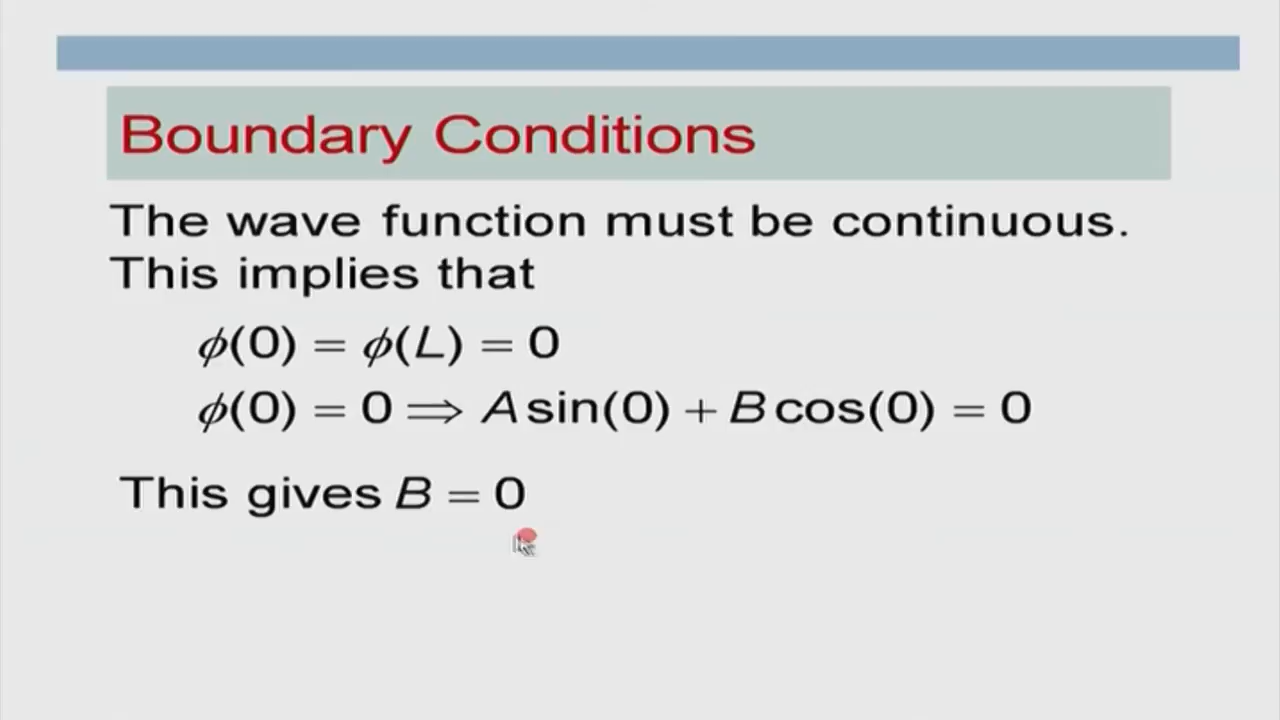 Boundary Conditions
The wave function must be continuous.
This implies that
ϕ(0) = ϕ(L) = 0
ϕ(0) = 0 ⟹ A sin(0) + B cos(0) = 0
This gives B = 0